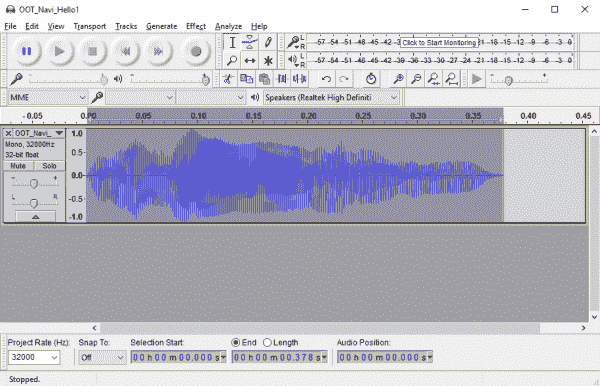 OOT_Navi_Hello1
File Edit View Transport Tracks Generate Effect Analyze Help
-57 -54 -51 -48 -45 -42 Click to Start Monitoring -18 -15 -12 -9 -6 -3 0
-57 -54 -51 -48 -45 -42 -39 -36 -33 -30 -27 -24 -21 -18 -15 -12 -9 -6 -3 0
MME Speakers (Realtek High Definiti
-0.05 0.00 0.05 0.10 0.15 0.20 0.25 0.30 0.35 0.40 0.45
OOT_Navi_ 1.0
Mono, 32000Hz
32-bit float 0.5
Mute Solo
- + 0.0
L R -0.5
-1.0
Project Rate (Hz): Snap To: Selection Start: End Length Audio Position:
32000 Off 00 h 00 m 00.000 s 00 h 00 m 00.378 s 00 h 00 m 00.000 s
Stopped.